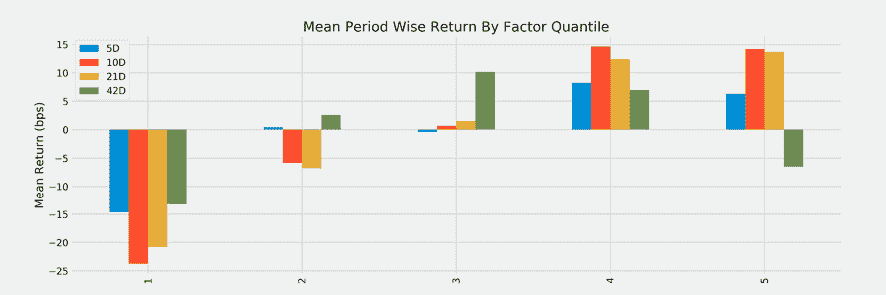 Mean Period Wise Return By Factor Quantile
5D
10D
21D
42D
Mean Return (bps)
15
10
5
0
−5
−10
−15
−20
−25
1
2
3
4
5